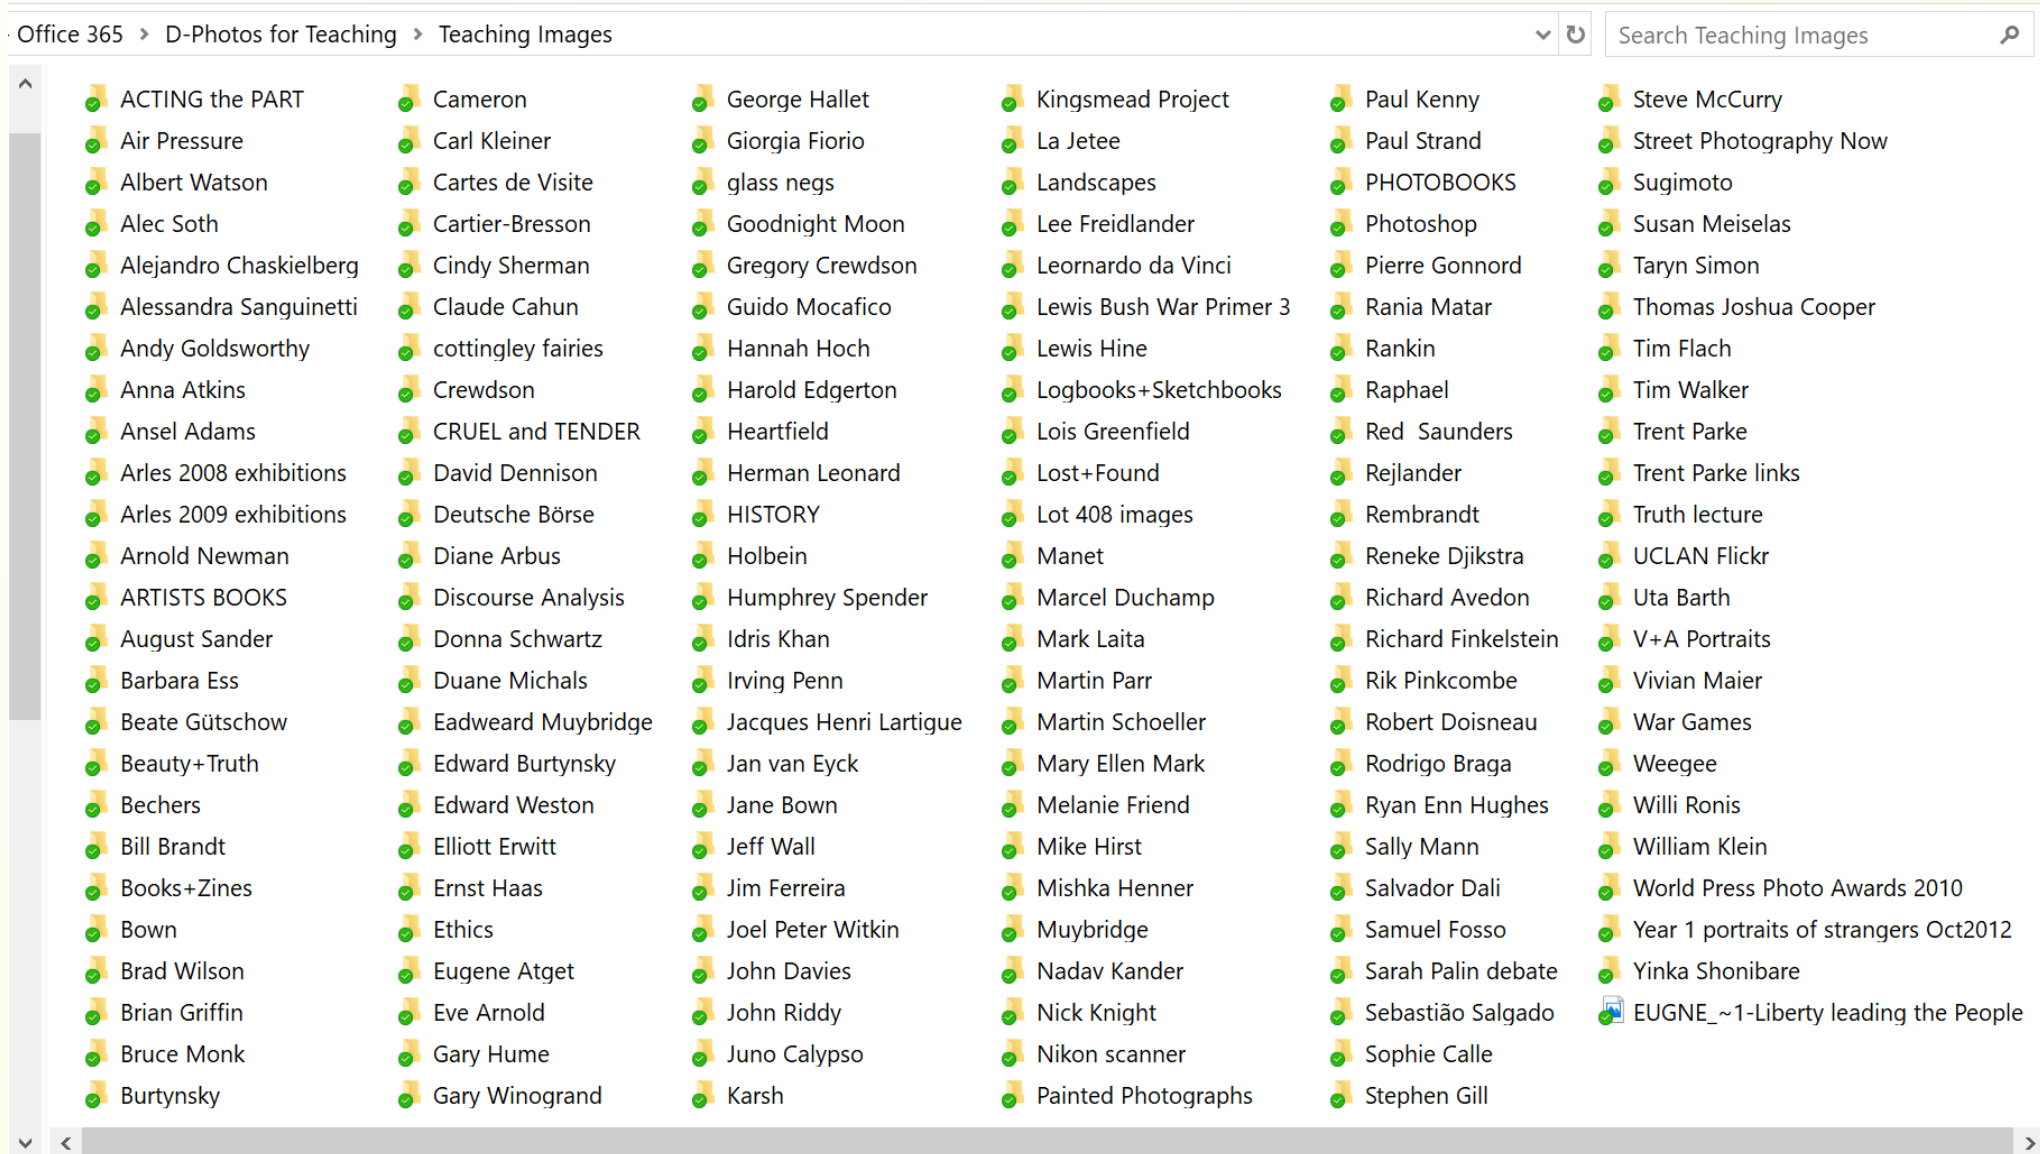 Office 365 > D-Photos for Teaching > Teaching Images
Search Teaching Images
ACTING the PART
Air Pressure
Albert Watson
Alec Soth
Alejandro Chaskielberg
Alessandra Sanguinetti
Andy Goldsworthy
Anna Atkins
Ansel Adams
Arles 2008 exhibitions
Arles 2009 exhibitions
Arnold Newman
ARTISTS BOOKS
August Sander
Barbara Ess
Beate Gütschow
Beauty+Truth
Bechers
Bill Brandt
Books+Zines
Bown
Brad Wilson
Brian Griffin
Bruce Monk
Burtynsky
Cameron
Carl Kleiner
Cartes de Visite
Cartier-Bresson
Cindy Sherman
Claude Cahun
cottingley fairies
Crewdson
CRUEL and TENDER
David Dennison
Deutsche Börse
Diane Arbus
Discourse Analysis
Donna Schwartz
Duane Michals
Eadweard Muybridge
Edward Burtynsky
Edward Weston
Elliott Erwitt
Ernst Haas
Ethics
Eugene Atget
Eve Arnold
Gary Hume
Gary Winogrand
George Hallet
Giorgia Fiorio
glass negs
Goodnight Moon
Gregory Crewdson
Guido Mocafico
Hannah Hoch
Harold Edgerton
Heartfield
Herman Leonard
HISTORY
Holbein
Humphrey Spender
Idris Khan
Irving Penn
Jacques Henri Lartigue
Jan van Eyck
Jane Bown
Jeff Wall
Jim Ferreira
Joel Peter Witkin
John Davies
John Riddy
Juno Calypso
Karsh
Kingsmead Project
La Jetee
Landscapes
Lee Freidlander
Leornardo da Vinci
Lewis Bush War Primer 3
Lewis Hine
Logbooks+Sketchbooks
Lois Greenfield
Lost+Found
Lot 408 images
Manet
Marcel Duchamp
Mark Laita
Martin Parr
Martin Schoeller
Mary Ellen Mark
Melanie Friend
Mike Hirst
Mishka Henner
Muybridge
Nadav Kander
Nick Knight
Nikon scanner
Painted Photographs
Paul Kenny
Paul Strand
PHOTOBOOKS
Photoshop
Pierre Gonnord
Rania Matar
Rankin
Raphael
Red  Saunders
Rejlander
Rembrandt
Reneke Djikstra
Richard Avedon
Richard Finkelstein
Rik Pinkcombe
Robert Doisneau
Rodrigo Braga
Ryan Enn Hughes
Sally Mann
Salvador Dali
Samuel Fosso
Sarah Palin debate
Sebastião Salgado
Sophie Calle
Stephen Gill
Steve McCurry
Street Photography Now
Sugimoto
Susan Meiselas
Taryn Simon
Thomas Joshua Cooper
Tim Flach
Tim Walker
Trent Parke
Trent Parke links
Truth lecture
UCLAN Flickr
Uta Barth
V+A Portraits
Vivian Maier
War Games
Weegee
Willi Ronis
William Klein
World Press Photo Awards 2010
Year 1 portraits of strangers Oct2012
Yinka Shonibare
EUGNE_~1-Liberty leading the People